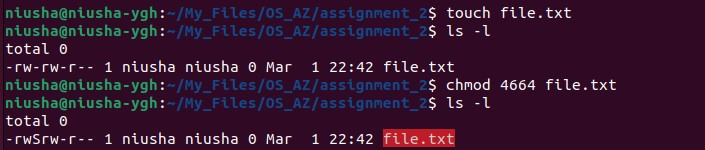 niusha@niusha-ygh:~/My_Files/OS_AZ/assignment_2$ touch file.txt
niusha@niusha-ygh:~/My_Files/OS_AZ/assignment_2$ ls -l
total 0
-rw-rw-r-- 1 niusha niusha 0 Mar  1 22:42 file.txt
niusha@niusha-ygh:~/My_Files/OS_AZ/assignment_2$ chmod 4664 file.txt
niusha@niusha-ygh:~/My_Files/OS_AZ/assignment_2$ ls -l
total 0
-rwSrw-r-- 1 niusha niusha 0 Mar  1 22:42 file.txt